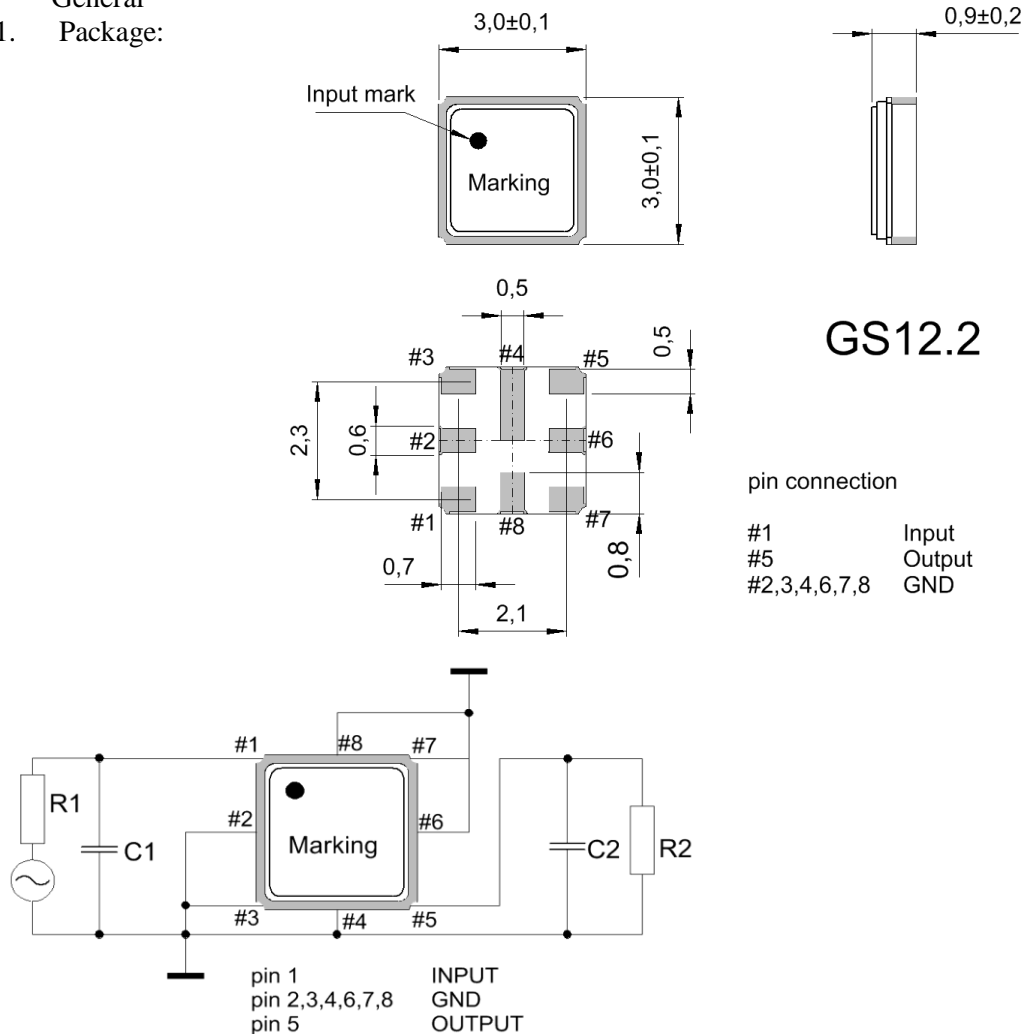 General
1. Package:
3,0±0,1
0,9±0,2
Input mark
Marking
3,0±0,1
0,5
GS12.2
0,5
#3
#4
#5
2,3
0,6
#2
#6
#1
#8
#7
0,8
0,7
2,1
pin connection
#1 Input
#5 Output
#2,3,4,6,7,8 GND
#1
#8
#7
R1
C1
#2
Marking
#6
C2
R2
#3
#4
#5
pin 1 INPUT
pin 2,3,4,6,7,8 GND
pin 5 OUTPUT